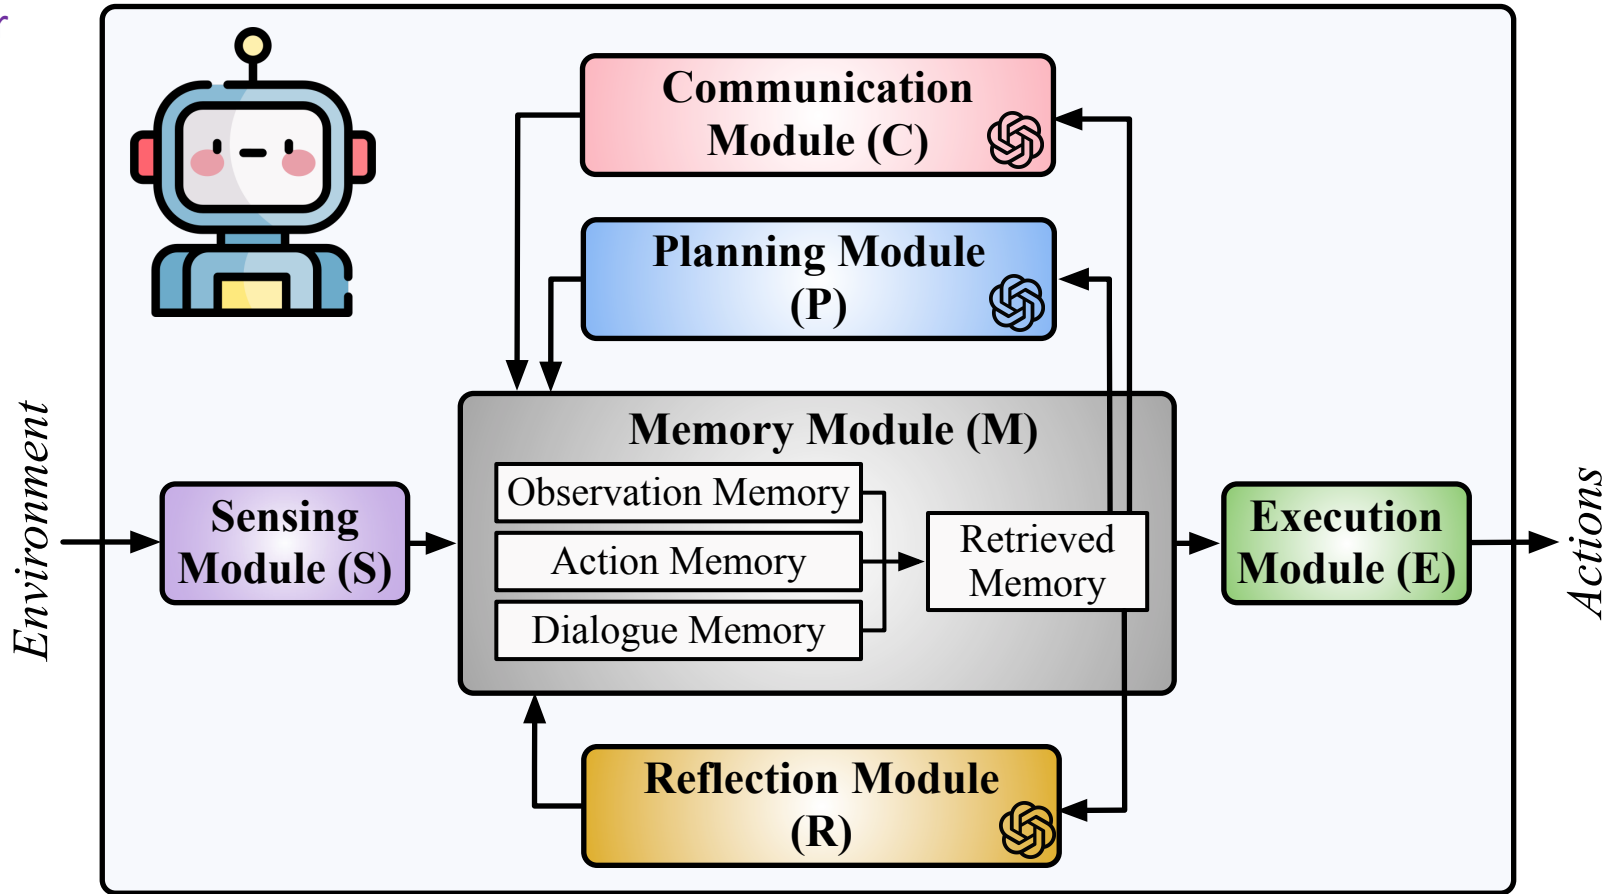 Communication
Module (C)
Planning Module
(P)
Memory Module (M)
Observation Memory
Action Memory
Dialogue Memory
Retrieved
Memory
Environment
Sensing
Module (S)
Execution
Module (E)
Actions
Reflection Module
(R)